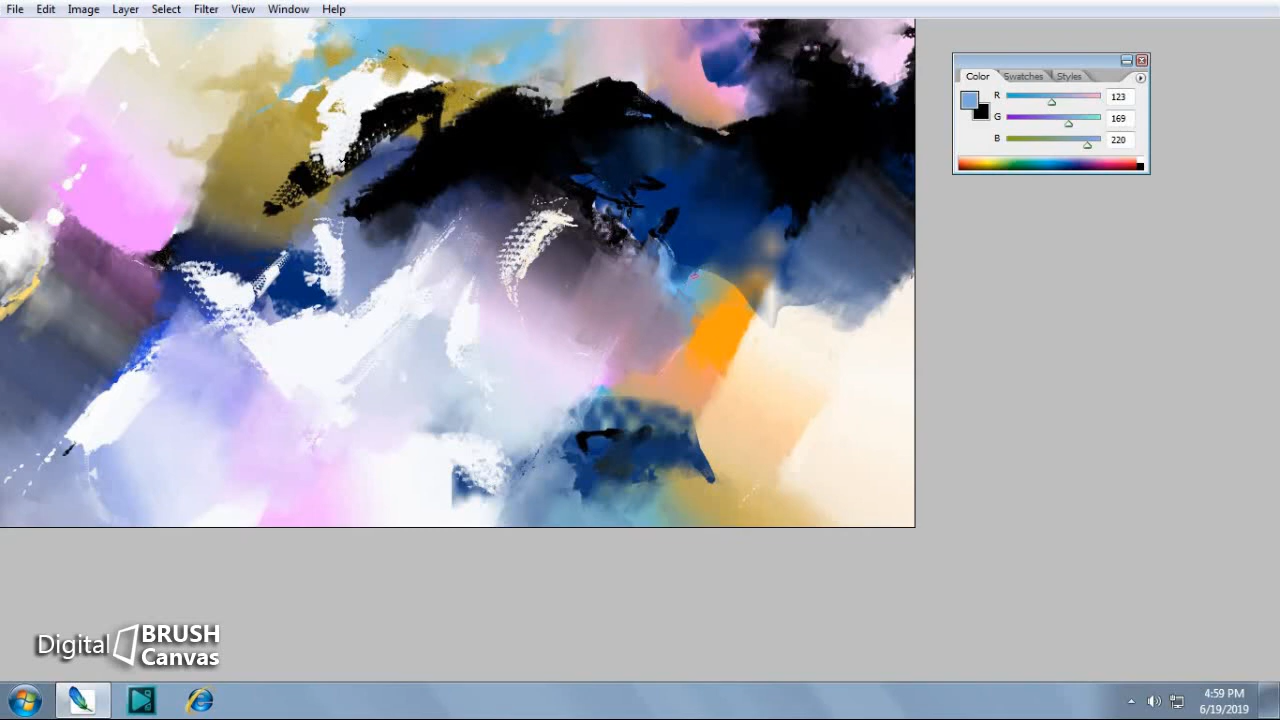 File Edit Image Layer Select Filter View Window Help
Color Swatches Styles
R 123
G 169
B 220
Digital BRUSH Canvas
4:59 PM
6/19/2019